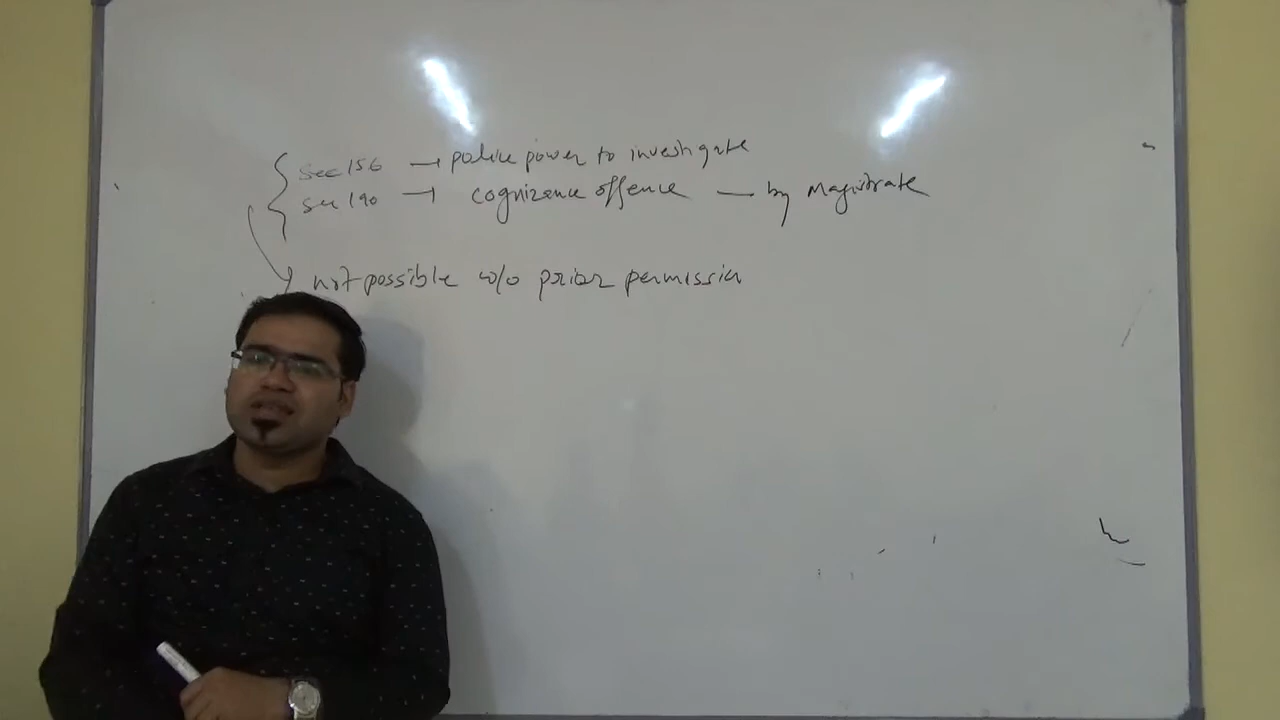 sec 156 → police power to investigate
sec 190 → cognizance offence — by Magistrate
not possible w/o prior permission